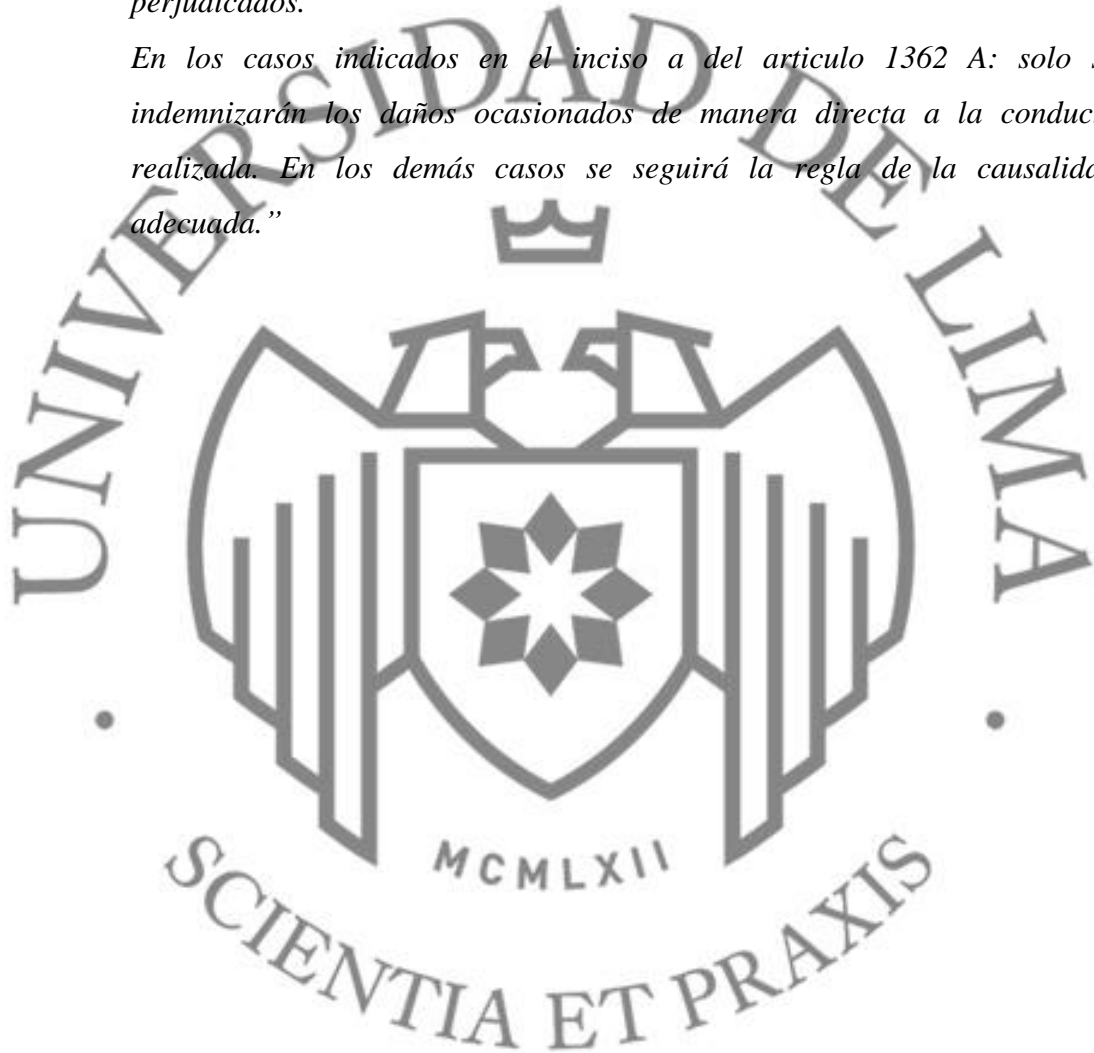 perjudicados.
En los casos indicados en el inciso a del articulo 1362 A: solo
indemnizarán los daños ocasionados de manera directa a la
realizada. En los demás casos se seguirá la regla de la
adecuada.”
UNIVERSIDAD DE LIMA
MCMLXII
SCIENTIA ET PRAXIS